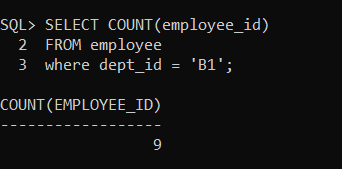 SQL> SELECT COUNT(employee_id)
  2  FROM employee
  3  where dept_id = 'B1';
COUNT(EMPLOYEE_ID)
------------------
                 9